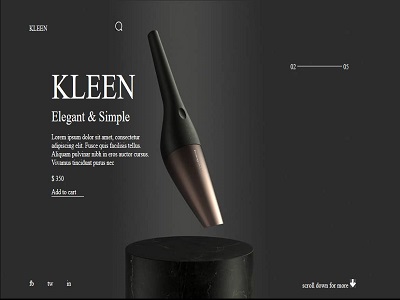 KLEEN
02 05
KLEEN
Elegant & Simple
Lorem ipsum dolor sit amet, consectetur
adipiscing elit. Fusce quis facilisis tellus.
Aliquam pulvinar nibh in eros auctor cursus.
Vivamus tincidunt purus nec
$ 350
Add to cart
fb tw in
scroll down for more